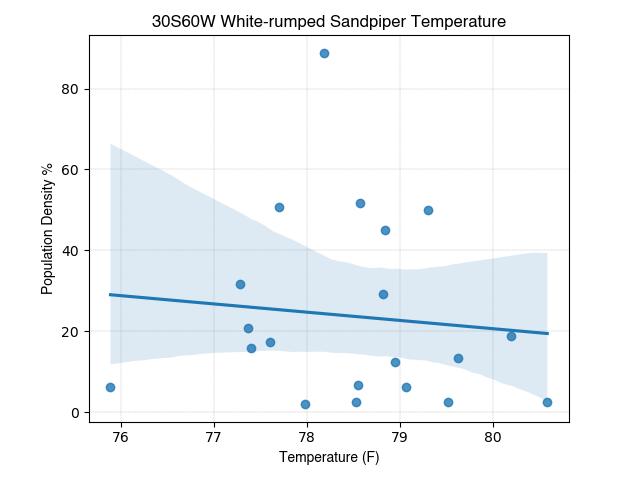 30S60W White-rumped Sandpiper Temperature
Population Density %
80
60
40
20
0
76 77 78 79 80
Temperature (F)